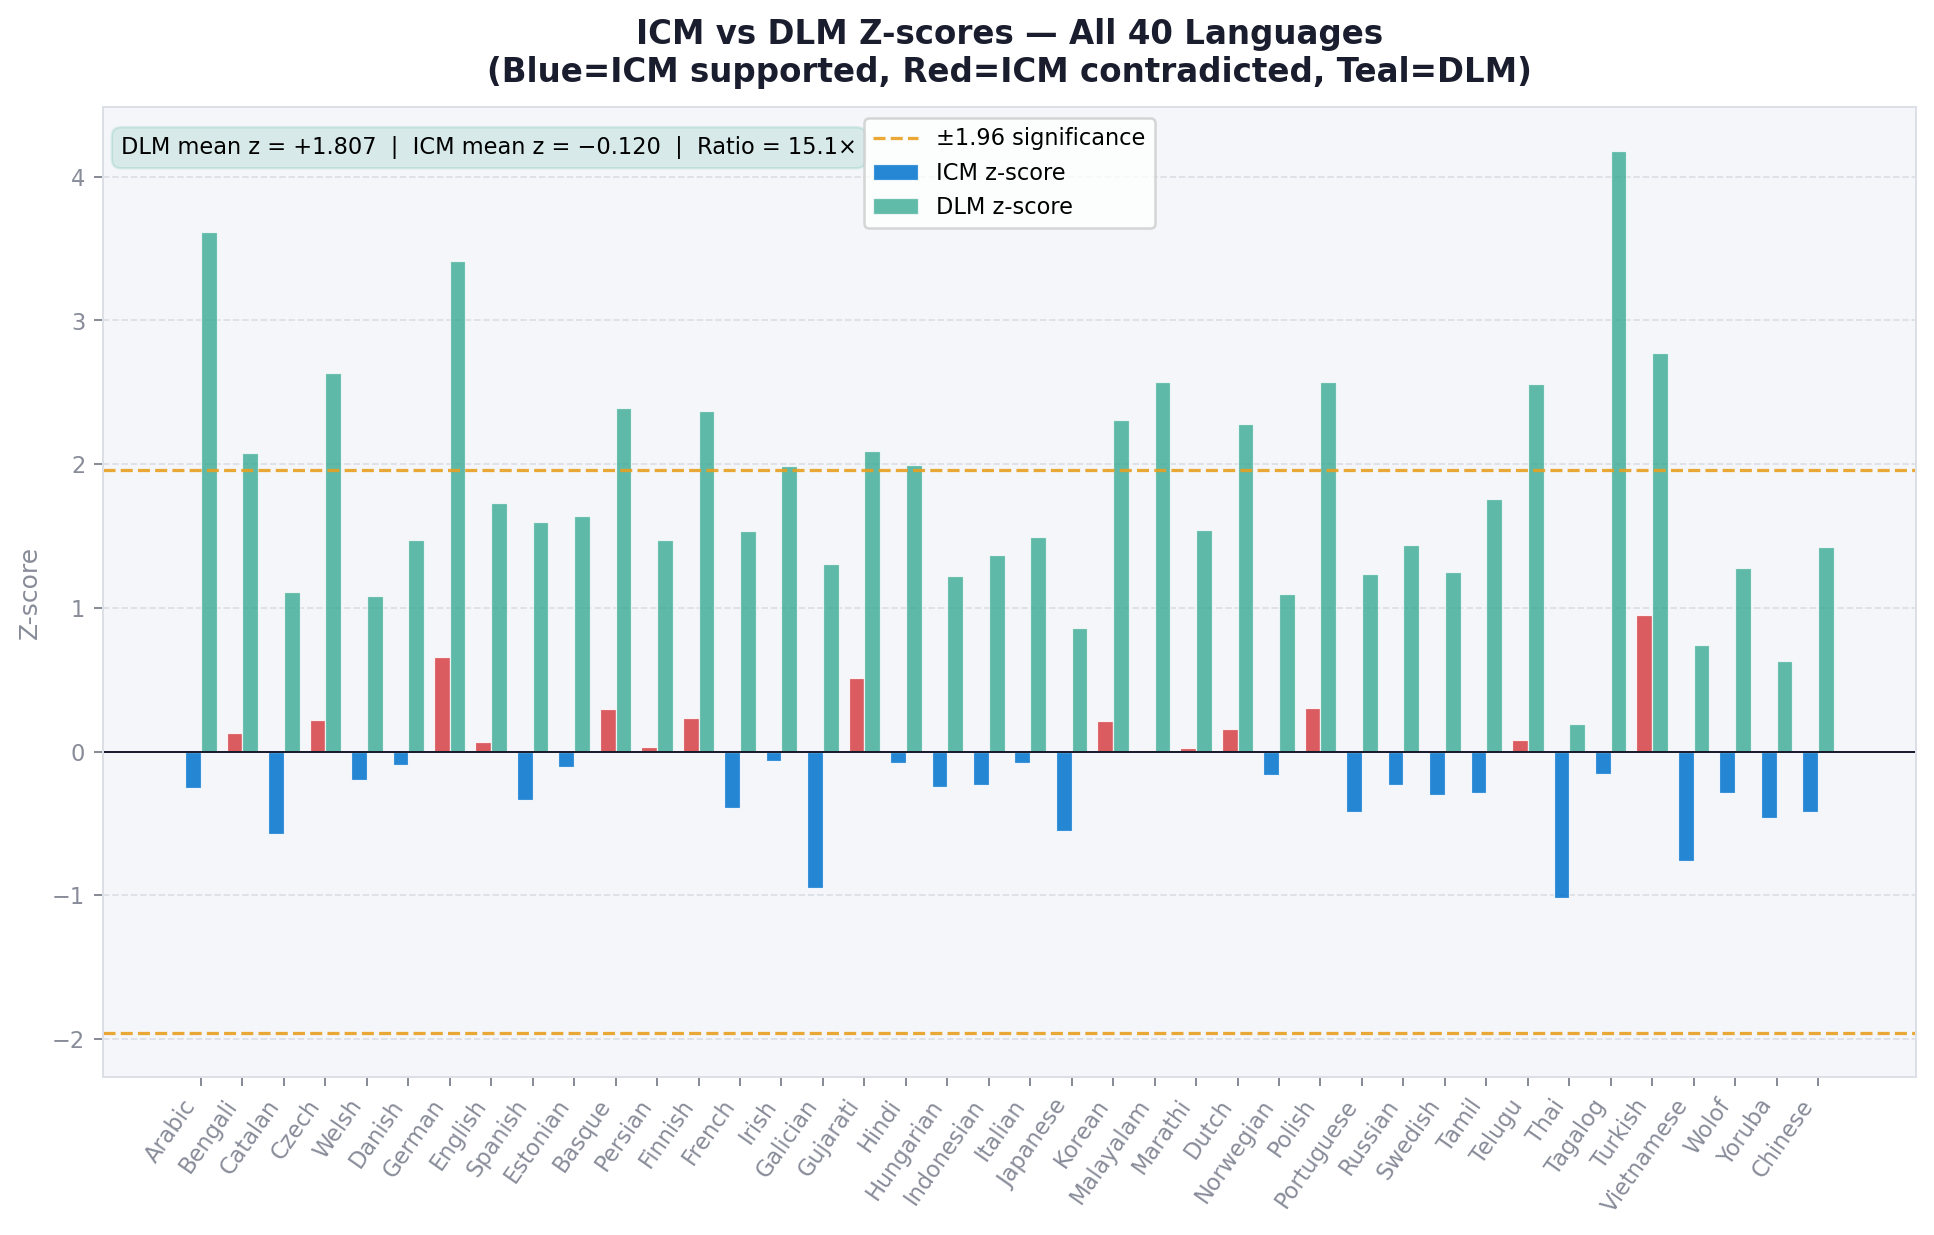 ICM vs DLM Z-scores — All 40 Languages
(Blue=ICM supported, Red=ICM contradicted, Teal=DLM)
DLM mean z = +1.807 | ICM mean z = −0.120 | Ratio = 15.1×
±1.96 significance
ICM z-score
DLM z-score
Z-score
4
3
2
1
0
−1
−2
Arabic
Bengali
Catalan
Czech
Welsh
Danish
German
English
Spanish
Estonian
Basque
Persian
Finnish
French
Irish
Galician
Gujarati
Hindi
Hungarian
Indonesian
Italian
Japanese
Korean
Malayalam
Marathi
Dutch
Norwegian
Polish
Portuguese
Russian
Swedish
Tamil
Telugu
Thai
Tagalog
Turkish
Vietnamese
Wolof
Yoruba
Chinese